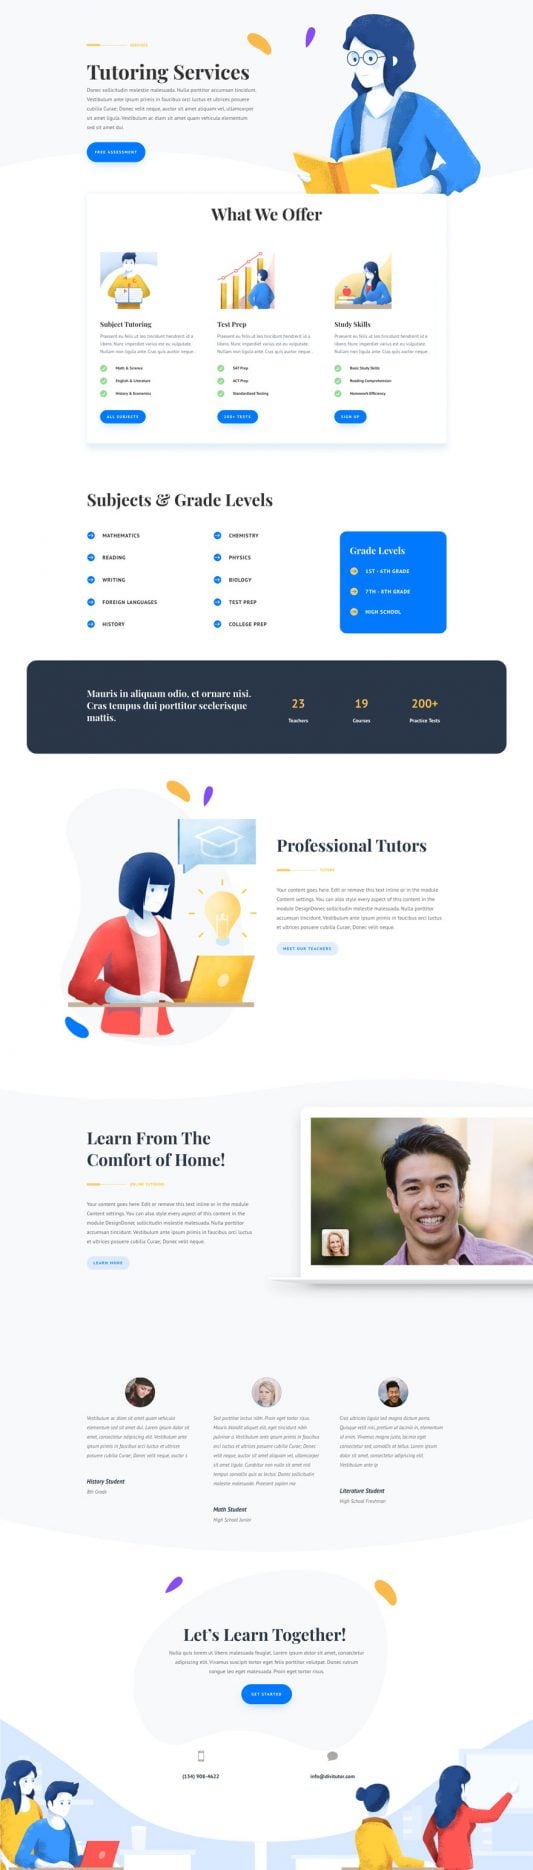 SERVICES
Tutoring Services
Donec sollicitudin molestie malesuada. Nulla porttitor accumsan tincidunt.
Vestibulum ante ipsum primis in faucibus orci luctus et ultrices posuere
cubilia Curae; Donec velit neque, auctor sit amet aliquam vel, ullamcorper
sit amet ligula. Vestibulum ac diam sit amet quam vehicula elementum
sed sit amet dui.
FREE ASSESSMENT
What We Offer
Subject Tutoring
Praesent eu felis ut leo tincidunt hendrerit id a
libero. Nunc imperdiet varius est eu vulputate.
Nullam non ligula ante. Cras quis auctor neque .
Math & Science
English & Literature
History & Economics
ALL SUBJECTS
Test Prep
Praesent eu felis ut leo tincidunt hendrerit id a
libero. Nunc imperdiet varius est eu vulputate.
Nullam non ligula ante. Cras quis auctor neque .
SAT Prep
ACT Prep
Standardized Testing
200+ TESTS
Study Skills
Praesent eu felis ut leo tincidunt hendrerit id a
libero. Nunc imperdiet varius est eu vulputate.
Nullam non ligula ante. Cras quis auctor neque .
Basic Study Skills
Reading Comprehension
Homework Efficiency
SIGN UP
Subjects & Grade Levels
MATHEMATICS
READING
WRITING
FOREIGN LANGUAGES
HISTORY
CHEMISTRY
PHYSICS
BIOLOGY
TEST PREP
COLLEGE PREP
Grade Levels
1ST - 6TH GRADE
7TH - 8TH GRADE
HIGH SCHOOL
Mauris in aliquam odio, et ornare nisi.
Cras tempus dui porttitor scelerisque
mattis.
23
Teachers
19
Courses
200+
Practice Tests
Professional Tutors
TUTORS
Your content goes here. Edit or remove this text inline or in the module
Content settings. You can also style every aspect of this content in the
module DesignDonec sollicitudin molestie malesuada. Nulla porttitor
accumsan tincidunt. Vestibulum ante ipsum primis in faucibus orci luctus
et ultrices posuere cubilia Curae; Donec velit neque.
MEET OUR TEACHERS
Learn From The
Comfort of Home!
ONLINE TUTORING
Your content goes here. Edit or remove this text inline or in the module
Content settings. You can also style every aspect of this content in the
module DesignDonec sollicitudin molestie malesuada. Nulla porttitor
accumsan tincidunt. Vestibulum ante ipsum primis in faucibus orci luctus
et ultrices posuere cubilia Curae; Donec velit neque.
LEARN MORE
Vestibulum ac diam sit amet quam vehicula
elementum sed sit amet dui. Lorem ipsum dolor sit
amet, consectetur adipiscing elit. Vestibulum ante
ipsum primis in faucibus orci luctus et ultrices
posuere cubilia Curae; Donec velit neque, auctor s
History Student
8th Grade
Sed porttitor lectus nibh. Proin eget tortor risus.
Mauris blandit aliquet elit, eget tincidunt nibh
pulvinar a. Vestibulum ante ipsum primis in faucibus
orci luctus et ultrices posuere cubilia Curae; Donec
velit neque, auctor sit amet aliquam vel, ullamcorper
sit amet ligula. Curabitur non nulla sit amet nisl
tempus convallis quis ac lectus. Donec sollicitudin
molestie malesuada. Praesent sapien ma
Math Student
High School Junior
Cras ultricies ligula sed magna dictum porta.
Quisque velit nisi, pretium ut lacinia in, elementum
id enim. Vivamus magna justo, lacinia eget
consectetur sed, convallis at tellus. Lorem ipsum
dolor sit amet, consectetur adipiscing elit.
Vestibulum ante ip
Literature Student
High School Freshman
Let's Learn Together!
Nulla quis lorem ut libero malesuada feugiat. Lorem ipsum dolor sit amet, consectetur
adipiscing elit. Vivamus suscipit tortor eget felis porttitor volutpat. Donec rutrum
congue leo eget malesuada. Proin eget tortor risus.
GET STARTED
(134) 908-4622
info@divitutor.com